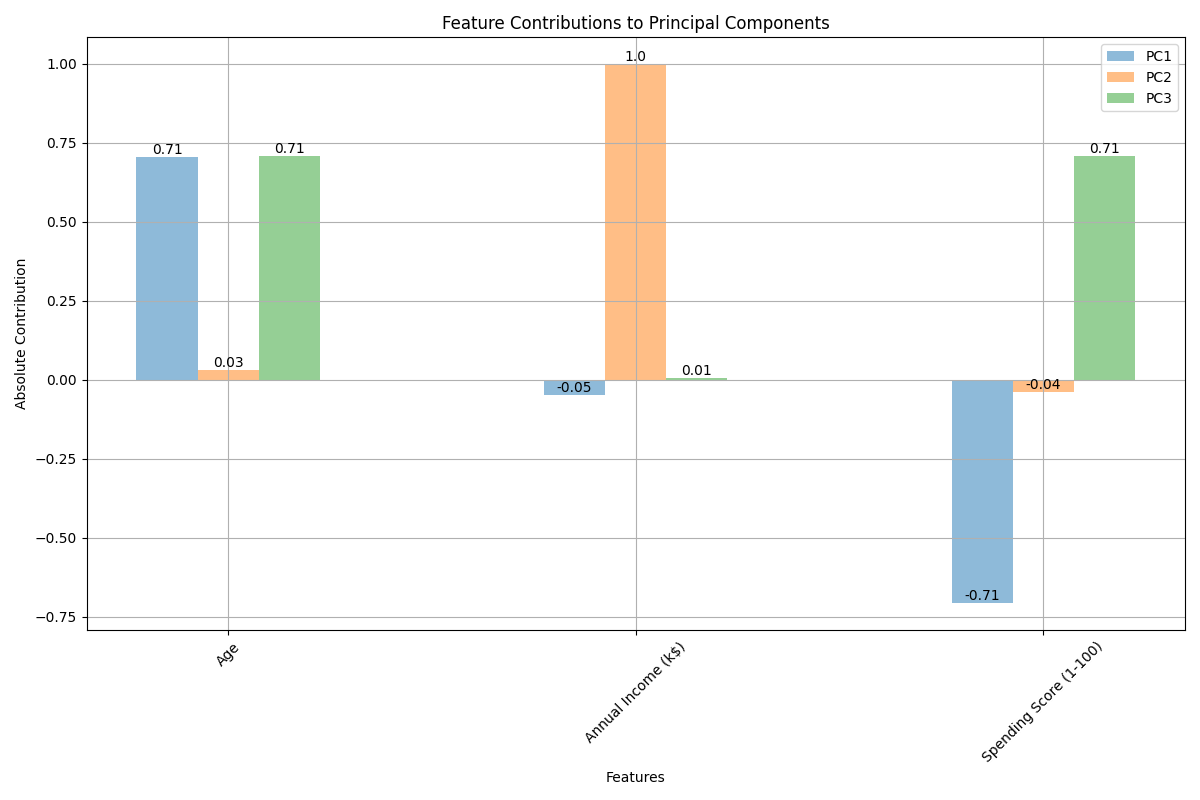 Feature Contributions to Principal Components
PC1
PC2
PC3
Absolute Contribution
1.00
0.75
0.50
0.25
0.00
−0.25
−0.50
−0.75
0.71
0.03
0.71
-0.05
1.0
0.01
-0.71
-0.04
0.71
Age
Annual Income (k$)
Spending Score (1-100)
Features